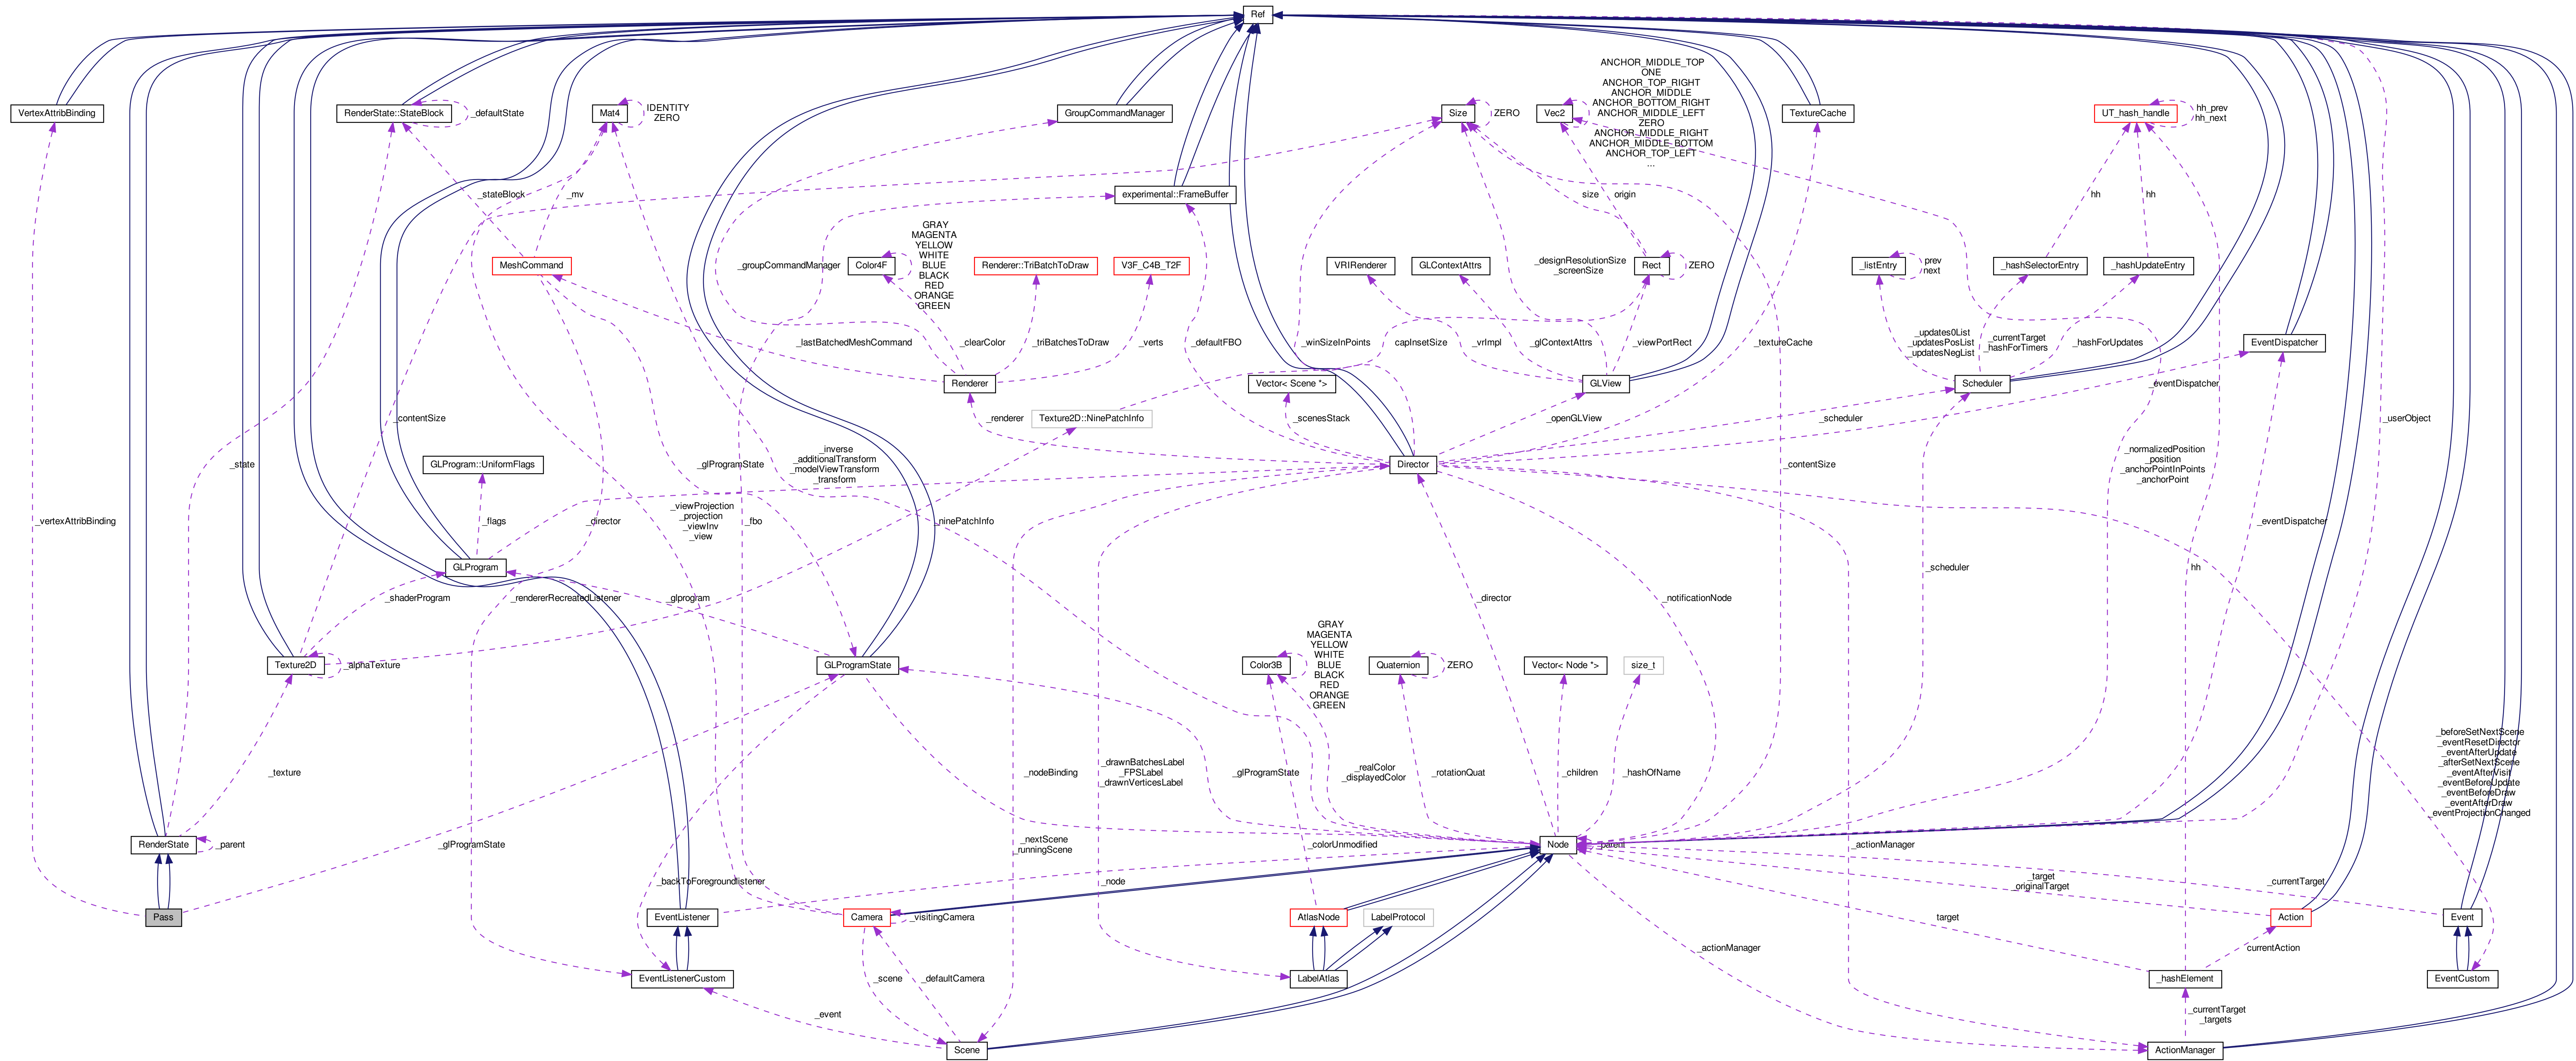 Ref
ANCHOR_MIDDLE_TOP
ONE
ANCHOR_TOP_RIGHT
ANCHOR_MIDDLE
ANCHOR_BOTTOM_RIGHT
ANCHOR_MIDDLE_LEFT
ZERO
ANCHOR_MIDDLE_RIGHT
ANCHOR_MIDDLE_BOTTOM
ANCHOR_TOP_LEFT
...
VertexAttribBinding
RenderState::StateBlock
_defaultState
Mat4
IDENTITY
ZERO
GroupCommandManager
Size
ZERO
Vec2
TextureCache
UT_hash_handle
hh_prev
hh_next
_stateBlock
_mv
experimental::FrameBuffer
size
origin
hh
hh
MeshCommand
_groupCommandManager
Color4F
GRAY
MAGENTA
YELLOW
WHITE
BLUE
BLACK
RED
ORANGE
GREEN
Renderer::TriBatchToDraw
V3F_C4B_T2F
VRIRenderer
GLContextAttrs
_designResolutionSize
_screenSize
Rect
ZERO
_listEntry
prev
next
_hashSelectorEntry
_hashUpdateEntry
_lastBatchedMeshCommand
_clearColor
_triBatchesToDraw
_verts
_defaultFBO
_winSizeInPoints
capInsetSize
_vrImpl
_glContextAttrs
_viewPortRect
_textureCache
_updates0List
_updatesPosList
_updatesNegList
_currentTarget
_hashForTimers
_hashForUpdates
EventDispatcher
Renderer
Vector< Scene *>
GLView
Scheduler
_eventDispatcher
_contentSize
Texture2D::NinePatchInfo
_renderer
_scenesStack
_openGLView
_scheduler
_userObject
_state
GLProgram::UniformFlags
_glProgramState
_inverse
_additionalTransform
_modelViewTransform
_transform
Director
_contentSize
_normalizedPosition
_position
_anchorPointInPoints
_anchorPoint
_vertexAttribBinding
_flags
_director
_viewProjection
_projection
_viewInv
_view
_fbo
_ninePatchInfo
_eventDispatcher
GLProgram
_scheduler
hh
_shaderProgram
_rendererRecreatedListener
_glprogram
_director
_notificationNode
Texture2D
_alphaTexture
GLProgramState
Color3B
GRAY
MAGENTA
YELLOW
WHITE
BLUE
BLACK
RED
ORANGE
GREEN
Quaternion
ZERO
Vector< Node *>
size_t
_texture
_nodeBinding
_drawnBatchesLabel
_FPSLabel
_drawnVerticesLabel
_glProgramState
_realColor
_displayedColor
_rotationQuat
_children
_hashOfName
_beforeSetNextScene
_eventResetDirector
_eventAfterUpdate
_afterSetNextScene
_eventAfterVisit
_eventBeforeUpdate
_eventBeforeDraw
_eventAfterDraw
_eventProjectionChanged
RenderState
_parent
_glProgramState
_nextScene
_runningScene
_colorUnmodified
Node
_parent
_actionManager
_backToForegroundlistener
_node
_target
_originalTarget
_currentTarget
Pass
EventListener
Camera
_visitingCamera
AtlasNode
LabelProtocol
target
Action
Event
_actionManager
currentAction
EventListenerCustom
_scene
_defaultCamera
LabelAtlas
_hashElement
EventCustom
_event
_currentTarget
_targets
Scene
ActionManager